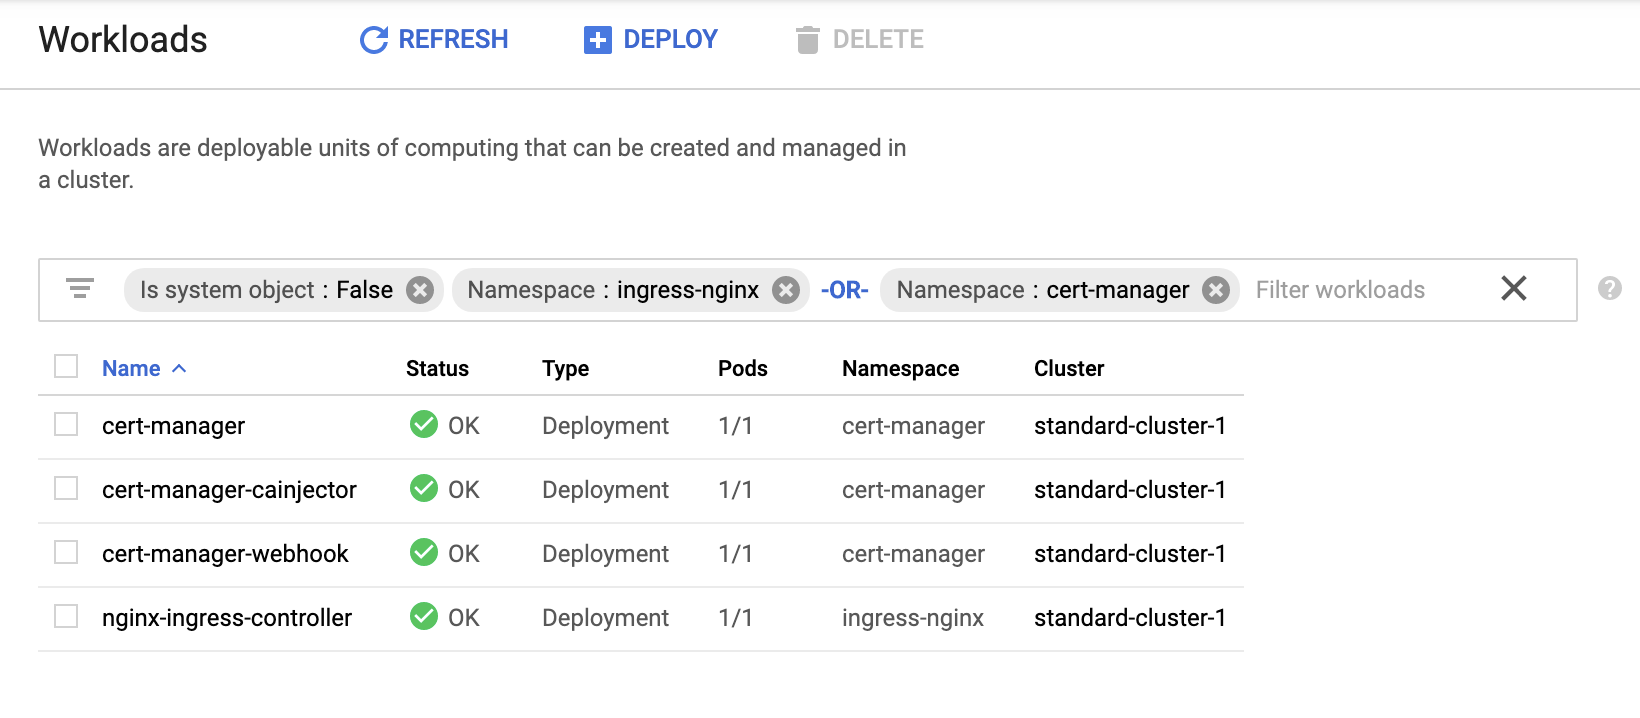 Workloads REFRESH DEPLOY DELETE
Workloads are deployable units of computing that can be created and managed in
a cluster.
Is system object : False Namespace : ingress-nginx -OR- Namespace : cert-manager Filter workloads ?
Name Status Type Pods Namespace Cluster
cert-manager OK Deployment 1/1 cert-manager standard-cluster-1
cert-manager-cainjector OK Deployment 1/1 cert-manager standard-cluster-1
cert-manager-webhook OK Deployment 1/1 cert-manager standard-cluster-1
nginx-ingress-controller OK Deployment 1/1 ingress-nginx standard-cluster-1